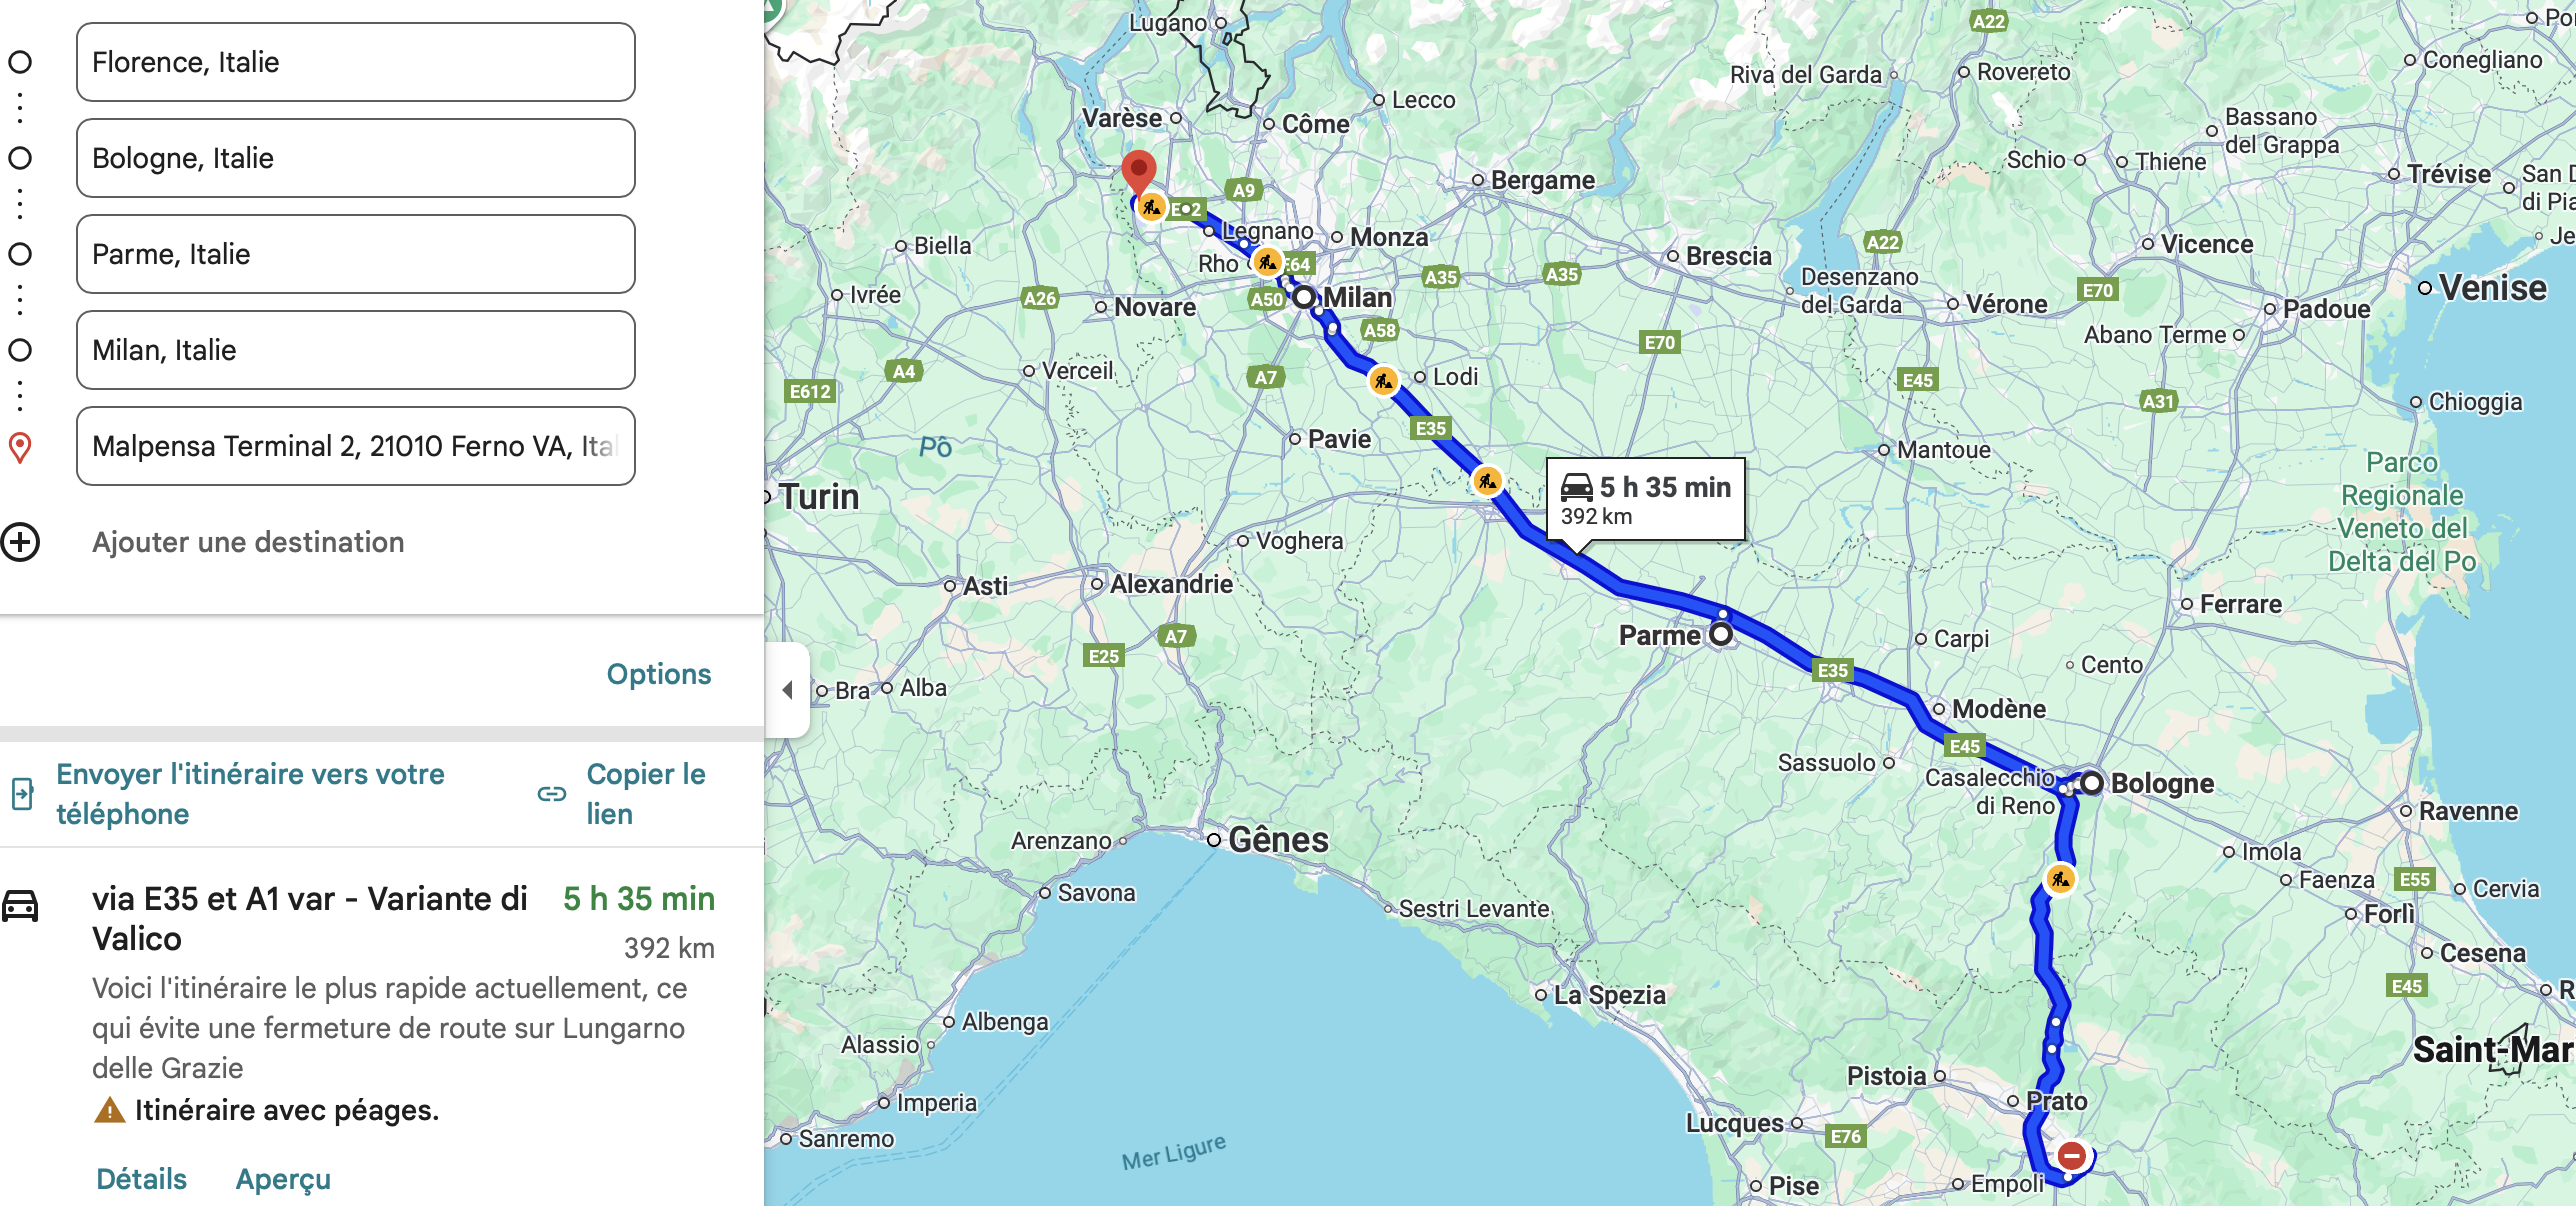 Florence, Italie
Bologne, Italie
Parme, Italie
Milan, Italie
Malpensa Terminal 2, 21010 Ferno VA, Ital
Ajouter une destination
Options
Envoyer l'itinéraire vers votre
téléphone
Copier le
lien
via E35 et A1 var - Variante di
Valico
5 h 35 min
392 km
Voici l'itinéraire le plus rapide actuellement, ce
qui évite une fermeture de route sur Lungarno
delle Grazie
Itinéraire avec péages.
Détails
Aperçu
Lugano
A22
Po
Conegliano
Riva del Garda
Rovereto
Lecco
Varèse
Côme
Bassano
del Grappa
Schio
Thiene
Trévise
San D
di Pia
Bergame
A9
Legnano
Monza
Biella
Rho
E64
Brescia
A22
Vicence
Je
Desenzano
del Garda
A35
A35
Ivrée
A26
Novare
A50
Milan
A58
Vérone
E70
Padoue
Venise
Abano Terme
E70
A4
Verceil
A7
Lodi
E45
E612
A31
Chioggia
E35
Pô
Pavie
Mantoue
Parco
Regionale
Veneto del
Delta del Po
Turin
5 h 35 min
392 km
Voghera
Asti
Alexandrie
Ferrare
A7
E25
Parme
Carpi
Cento
E35
Bra
Alba
Modène
E45
Sassuolo
Casalecchio
di Reno
Bologne
Ravenne
Arenzano
Gênes
Imola
Faenza
E55
Cervia
Savona
Sestri Levante
Forlì
Cesena
La Spezia
E45
R
Albenga
Alassio
Saint-Mar
Pistoia
Imperia
Prato
Sanremo
Lucques
E76
Mer Ligure
Pise
Empoli